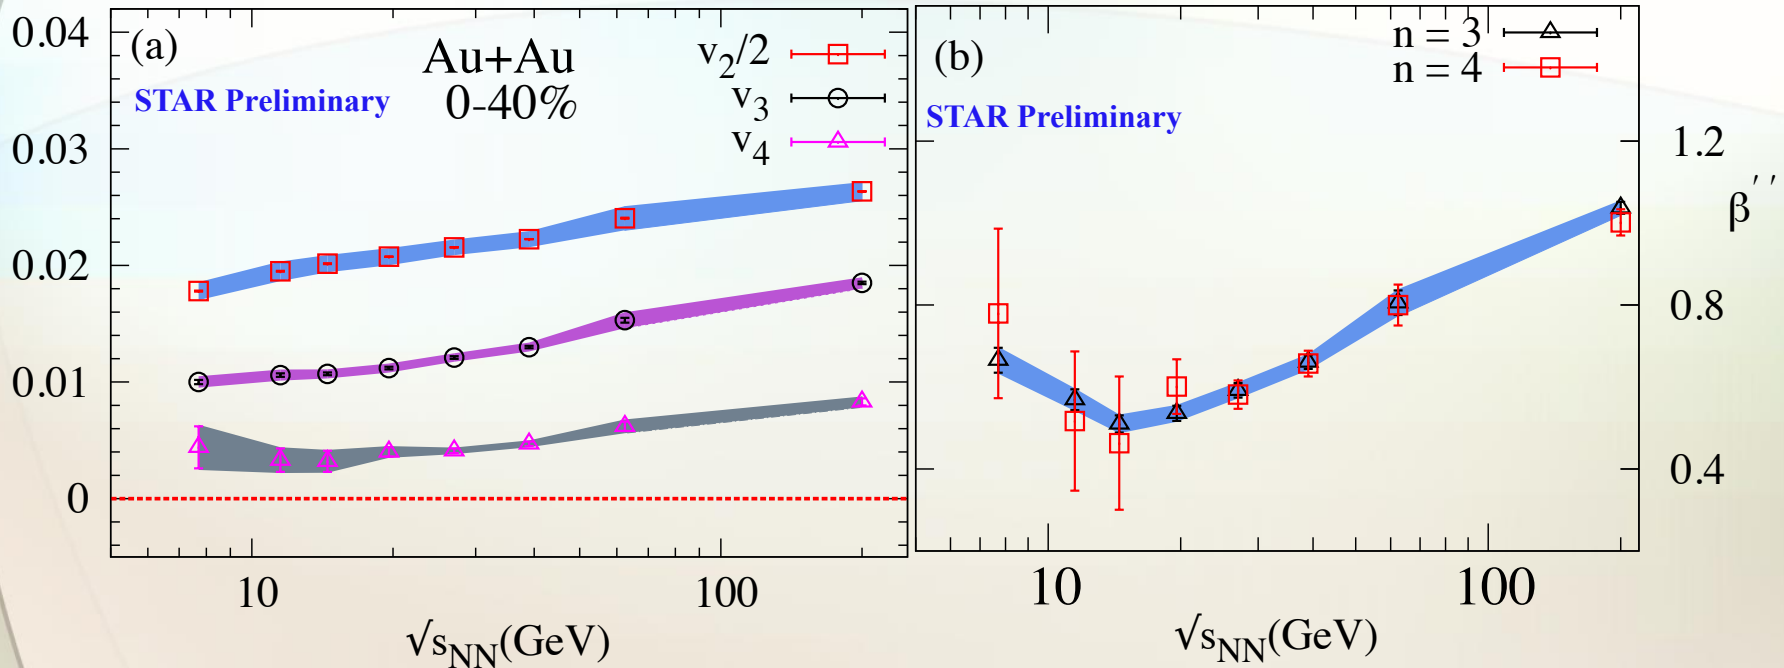 (a)
Au+Au
0-40%
STAR Preliminary
v2/2
v3
v4
0.04
0.03
0.02
0.01
0
10
100
√sNN(GeV)
(b)
STAR Preliminary
n = 3
n = 4
1.2
0.8
0.4
β′′
10
100
√sNN(GeV)